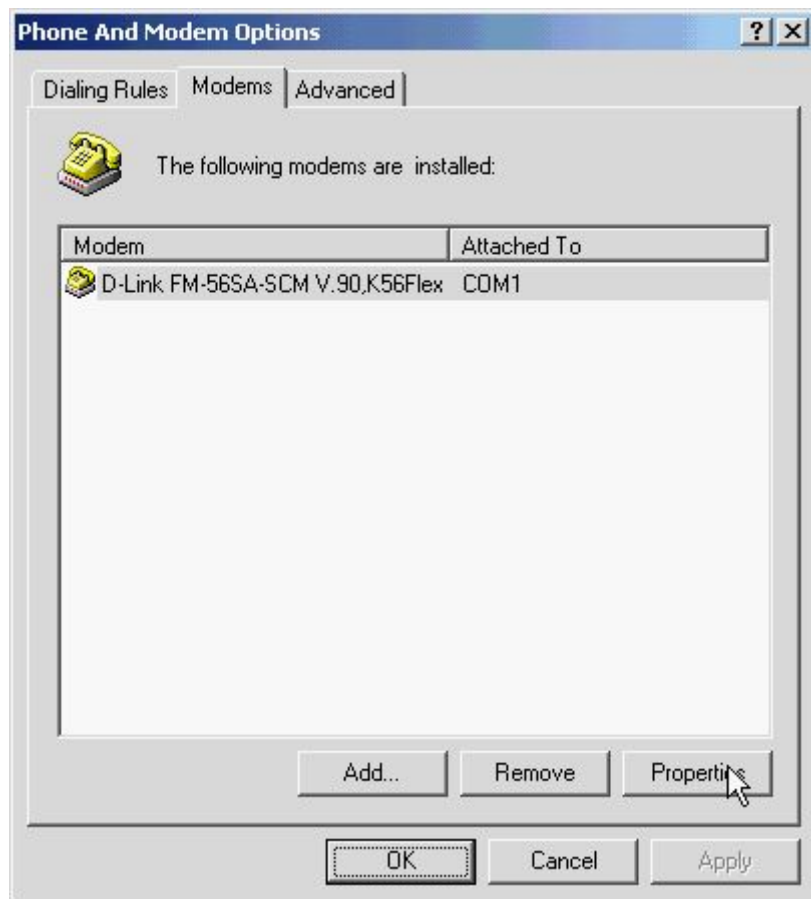 Phone And Modem Options ? X
Dialing Rules Modems Advanced
The following modems are installed:
Modem Attached To
D-Link FM-56SA-SCM V.90,K56Flex COM1
Add... Remove Properties
OK Cancel Apply